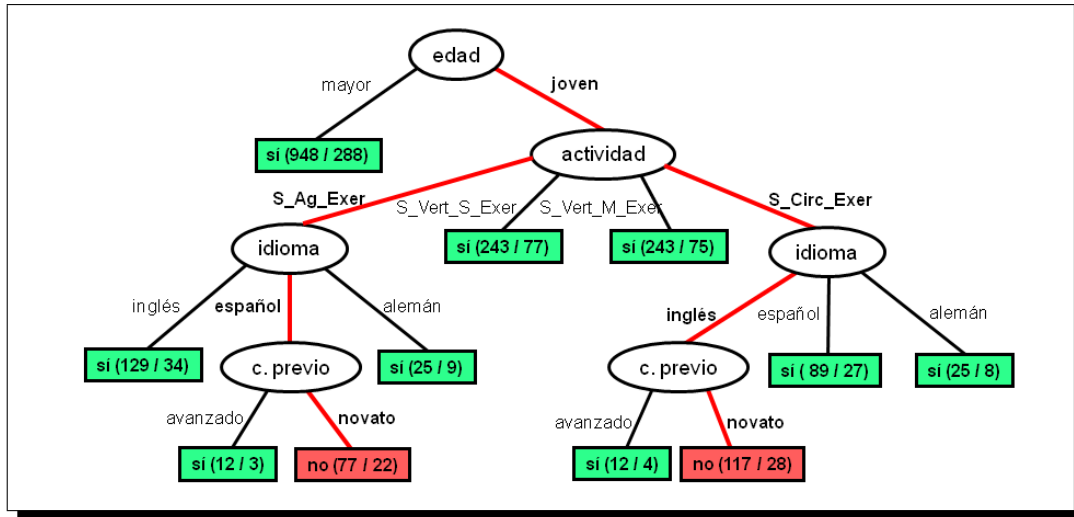 edad
mayor
joven
sí (948 / 288)
actividad
S_Ag_Exer
S_Vert_S_Exer
S_Vert_M_Exer
S_Circ_Exer
idioma
sí (243 / 77)
sí (243 / 75)
idioma
inglés
español
alemán
inglés
español
alemán
sí (129 / 34)
c. previo
sí (25 / 9)
c. previo
sí ( 89 / 27)
sí (25 / 8)
avanzado
novato
avanzado
novato
sí (12 / 3)
no (77 / 22)
sí (12 / 4)
no (117 / 28)